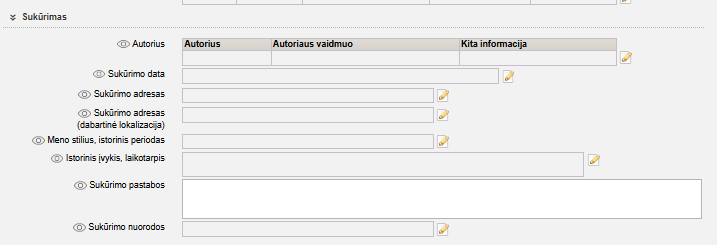 Sukūrimas
Autorius
Autorius Autoriaus vaidmuo Kita informacija
Sukūrimo data
Sukūrimo adresas
Sukūrimo adresas
(dabartinė lokalizacija)
Meno stilius, istorinis periodas
Istorinis įvykis, laikotarpis
Sukūrimo pastabos
Sukūrimo nuorodos